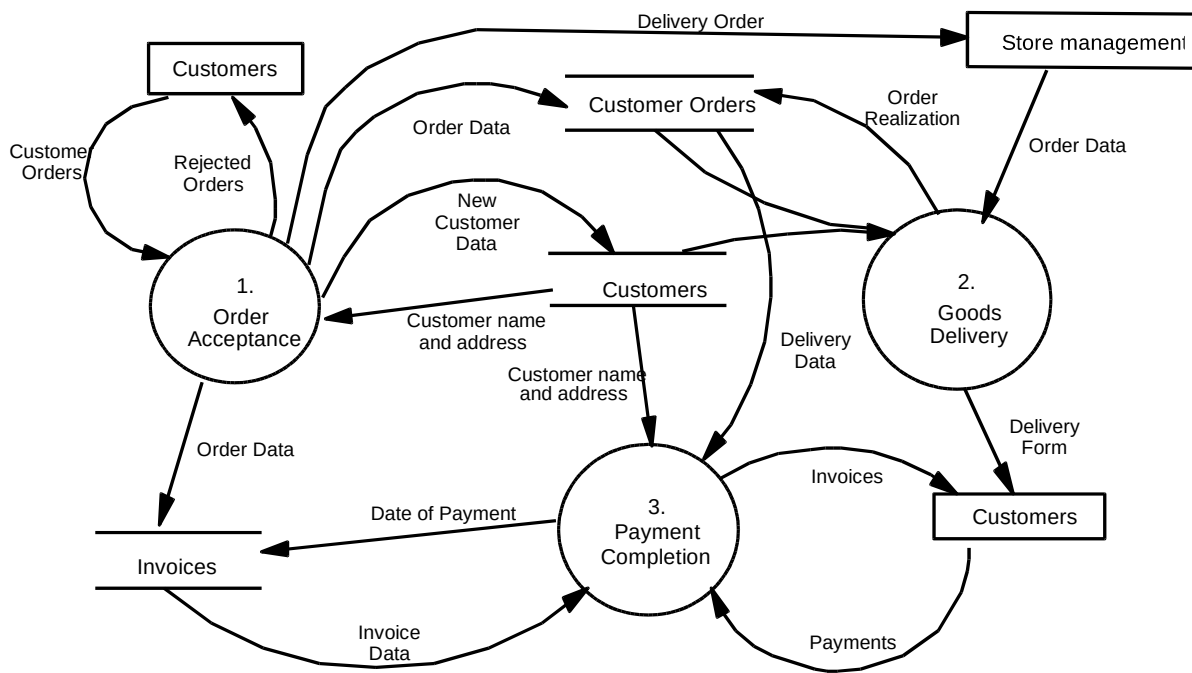 Delivery Order
Store management
Customers
Customer Orders
Order
Realization
Order Data
Custome
Orders
Rejected
Orders
Order Data
New
Customer
Data
1.
Order
Acceptance
Customers
2.
Goods
Delivery
Customer name
and address
Delivery
Data
Customer name
and address
Order Data
Delivery
Form
Invoices
Date of Payment
3.
Payment
Completion
Customers
Invoices
Invoice
Data
Payments